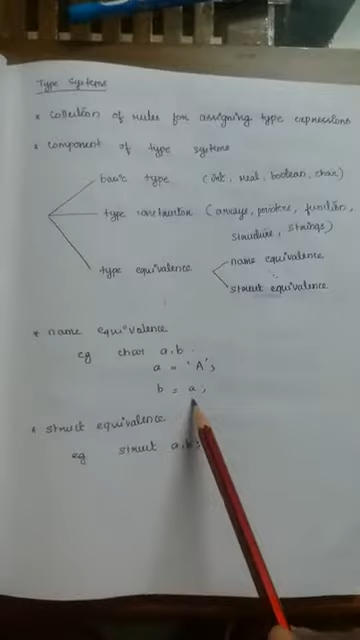 Type Systems
* collection of rules for assigning type expressions
* component of type systems
basic type (int, real, boolean, char)
type construction (arrays, pointers, function, structure, strings)
type equivalence
name equivalence
struct equivalence
* name equivalence
eg char a,b
a = 'A';
b = a;
* struct equivalence
eg struct a,b;